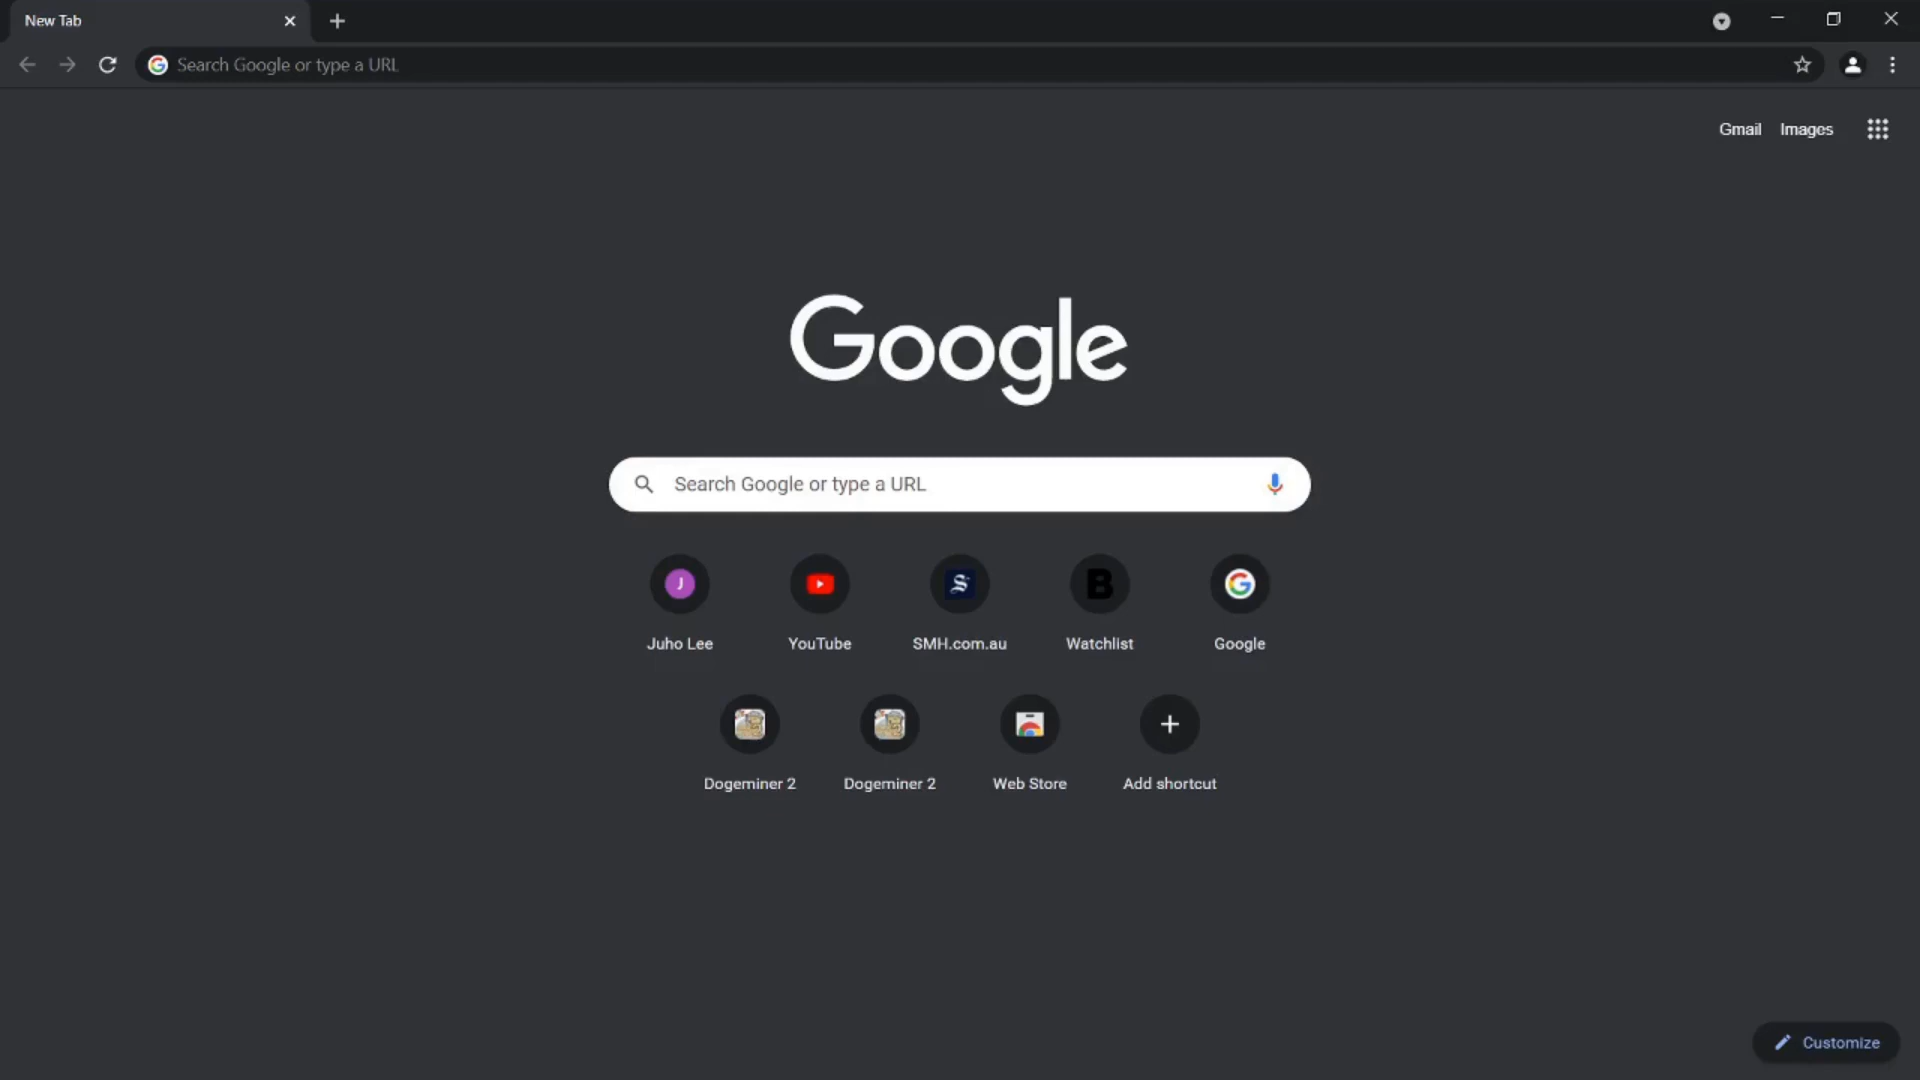 New Tab
Search Google or type a URL
Gmail Images
Google
Search Google or type a URL
J
S
B
G
Juho Lee
YouTube
SMH.com.au
Watchlist
Google
Dogeminer 2
Dogeminer 2
Web Store
Add shortcut
Customize